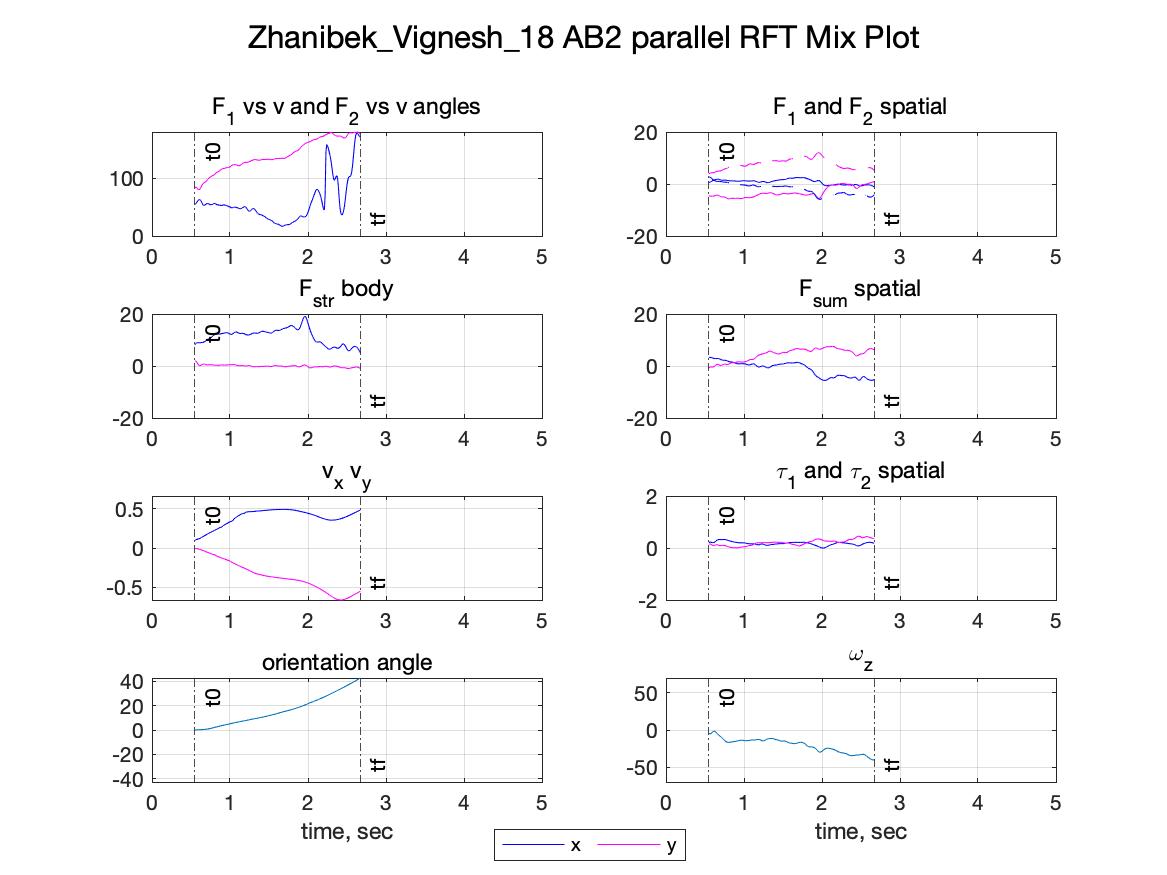 Zhanibek_Vignesh_18 AB2 parallel RFT Mix Plot
F1 vs v and F2 vs v angles
100
0
t0
tf
0 1 2 3 4 5
F1 and F2 spatial
20
0
-20
t0
tf
0 1 2 3 4 5
Fstr body
20
0
-20
t0
tf
0 1 2 3 4 5
Fsum spatial
20
0
-20
t0
tf
0 1 2 3 4 5
vx vy
0.5
0
-0.5
t0
tf
0 1 2 3 4 5
τ1 and τ2 spatial
2
0
-2
t0
tf
0 1 2 3 4 5
orientation angle
40
20
0
-20
-40
t0
tf
0 1 2 3 4 5
time, sec
ωz
50
0
-50
t0
tf
0 1 2 3 4 5
time, sec
x y